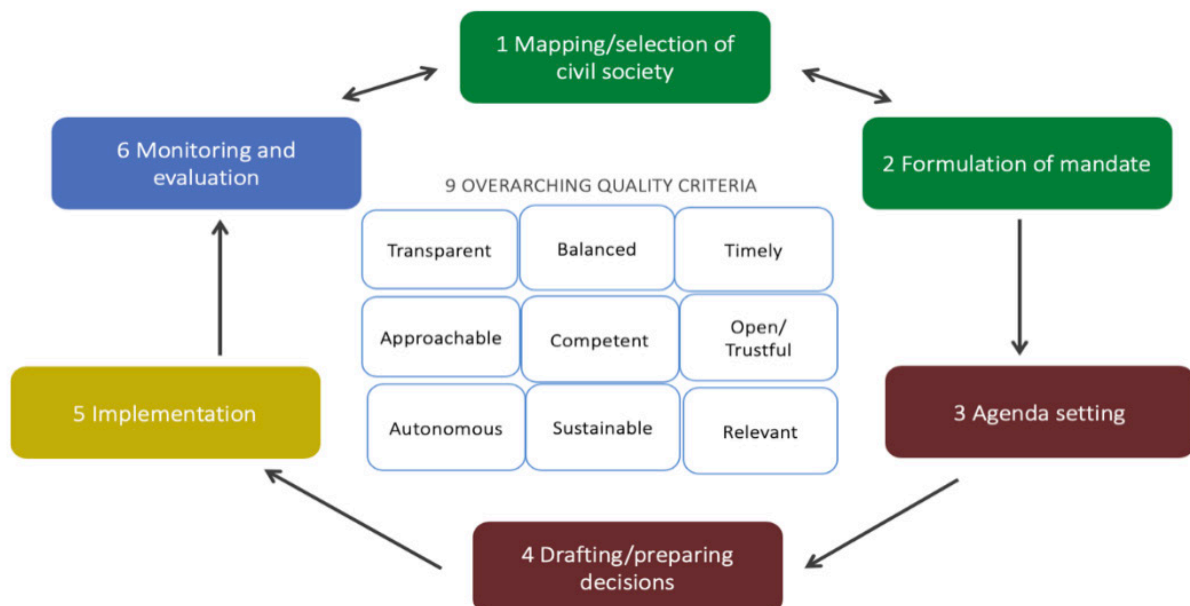 1 Mapping/selection of
civil society
6 Monitoring and
evaluation
2 Formulation of mandate
9 OVERARCHING QUALITY CRITERIA
Transparent
Balanced
Timely
Approachable
Competent
Open/
Trustful
Autonomous
Sustainable
Relevant
5 Implementation
3 Agenda setting
4 Drafting/preparing
decisions